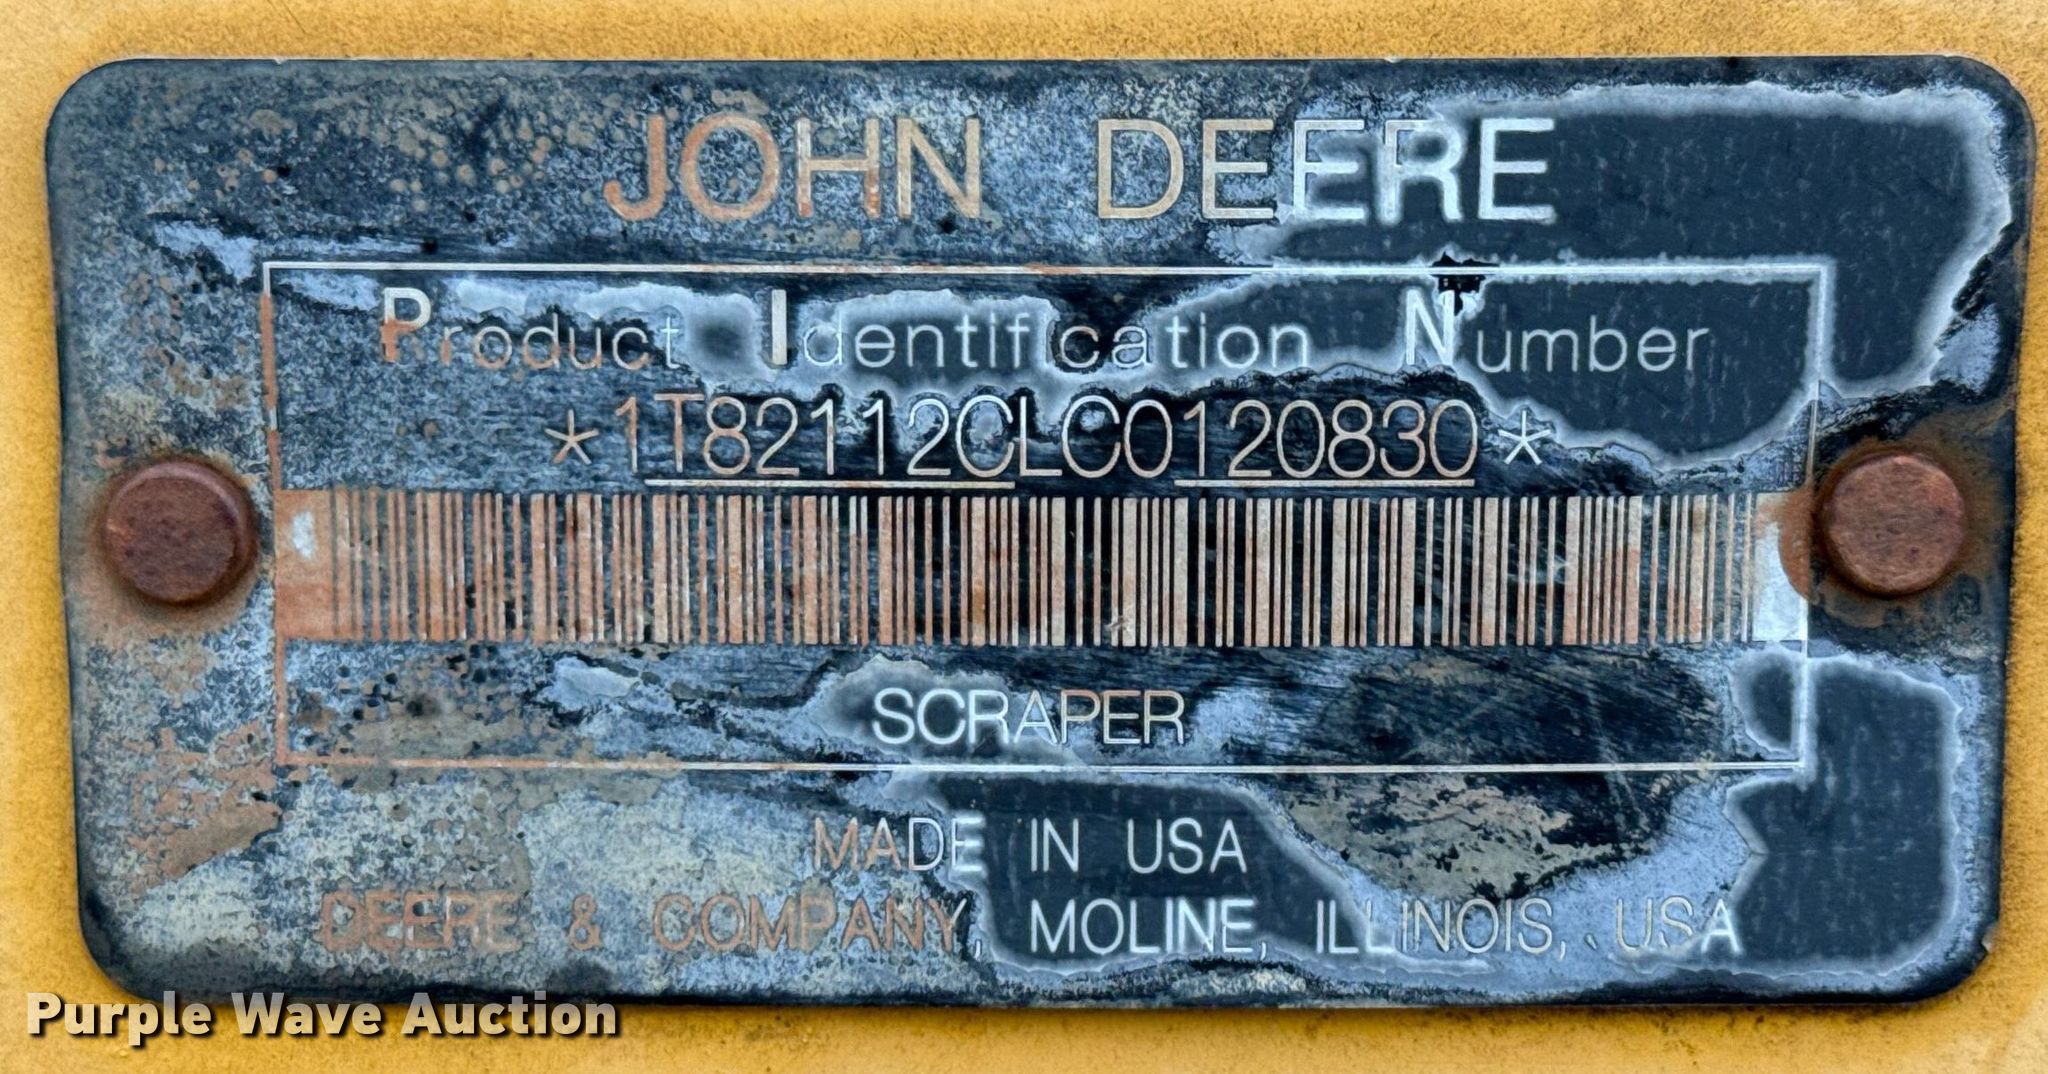 JOHN DEERE
Product Identification Number
*1T82112CLC0120830*
SCRAPER
MADE IN USA
DEERE & COMPANY, MOLINE, ILLINOIS, USA
Purple Wave Auction